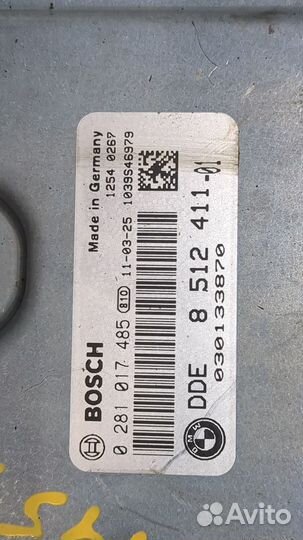 Made in Germany
1254 0267
1039S46979
BOSCH
0 281 017 485 810 11-03-25
DDE 8 512 411-01
030133870
BMW
Avito